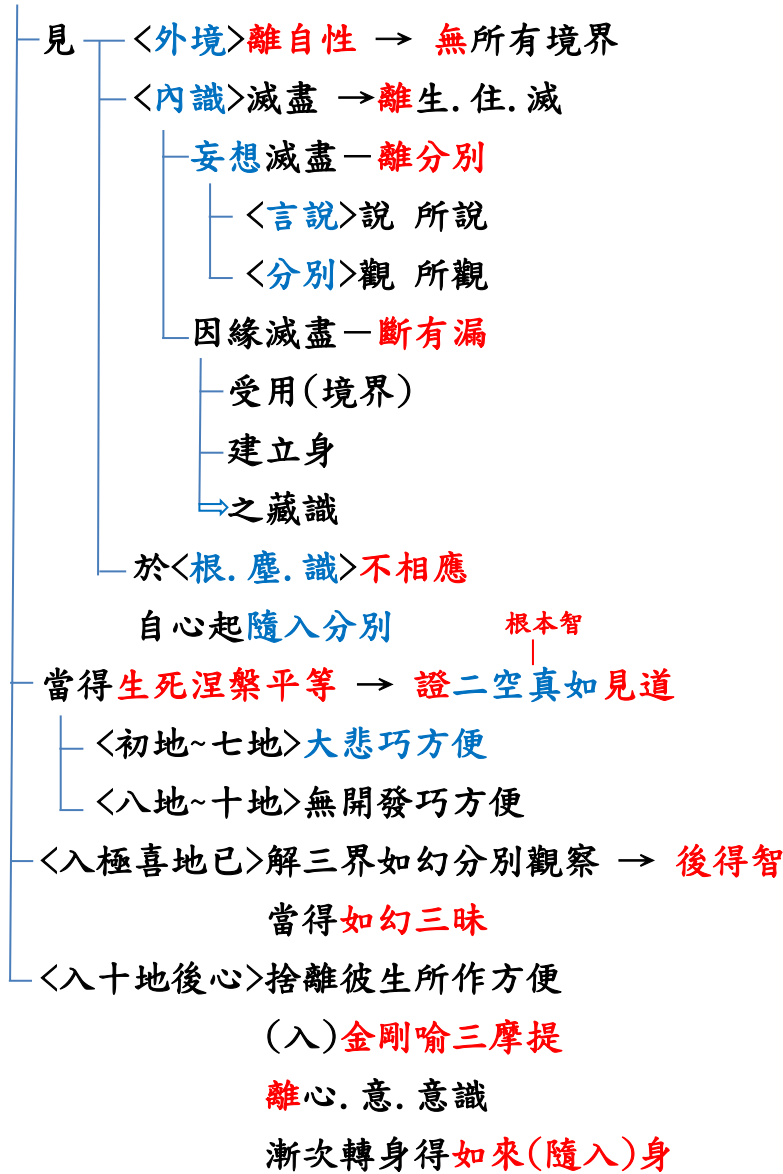 見 <外境>離自性 → 無所有境界
<內識>滅盡 →離生.住.滅
妄想滅盡－離分別
<言說>說 所說
<分別>觀 所觀
因緣滅盡－斷有漏
受用(境界)
建立身
⇨之藏識
於<根.塵.識>不相應
自心起隨入分別
根本智
當得生死涅槃平等 → 證二空真如見道
<初地~七地>大悲巧方便
<八地~十地>無開發巧方便
<入極喜地已>解三界如幻分別觀察 → 後得智
當得如幻三昧
<入十地後心>捨離彼生所作方便
(入)金剛喻三摩提
離心.意.意識
漸次轉身得如來(隨入)身